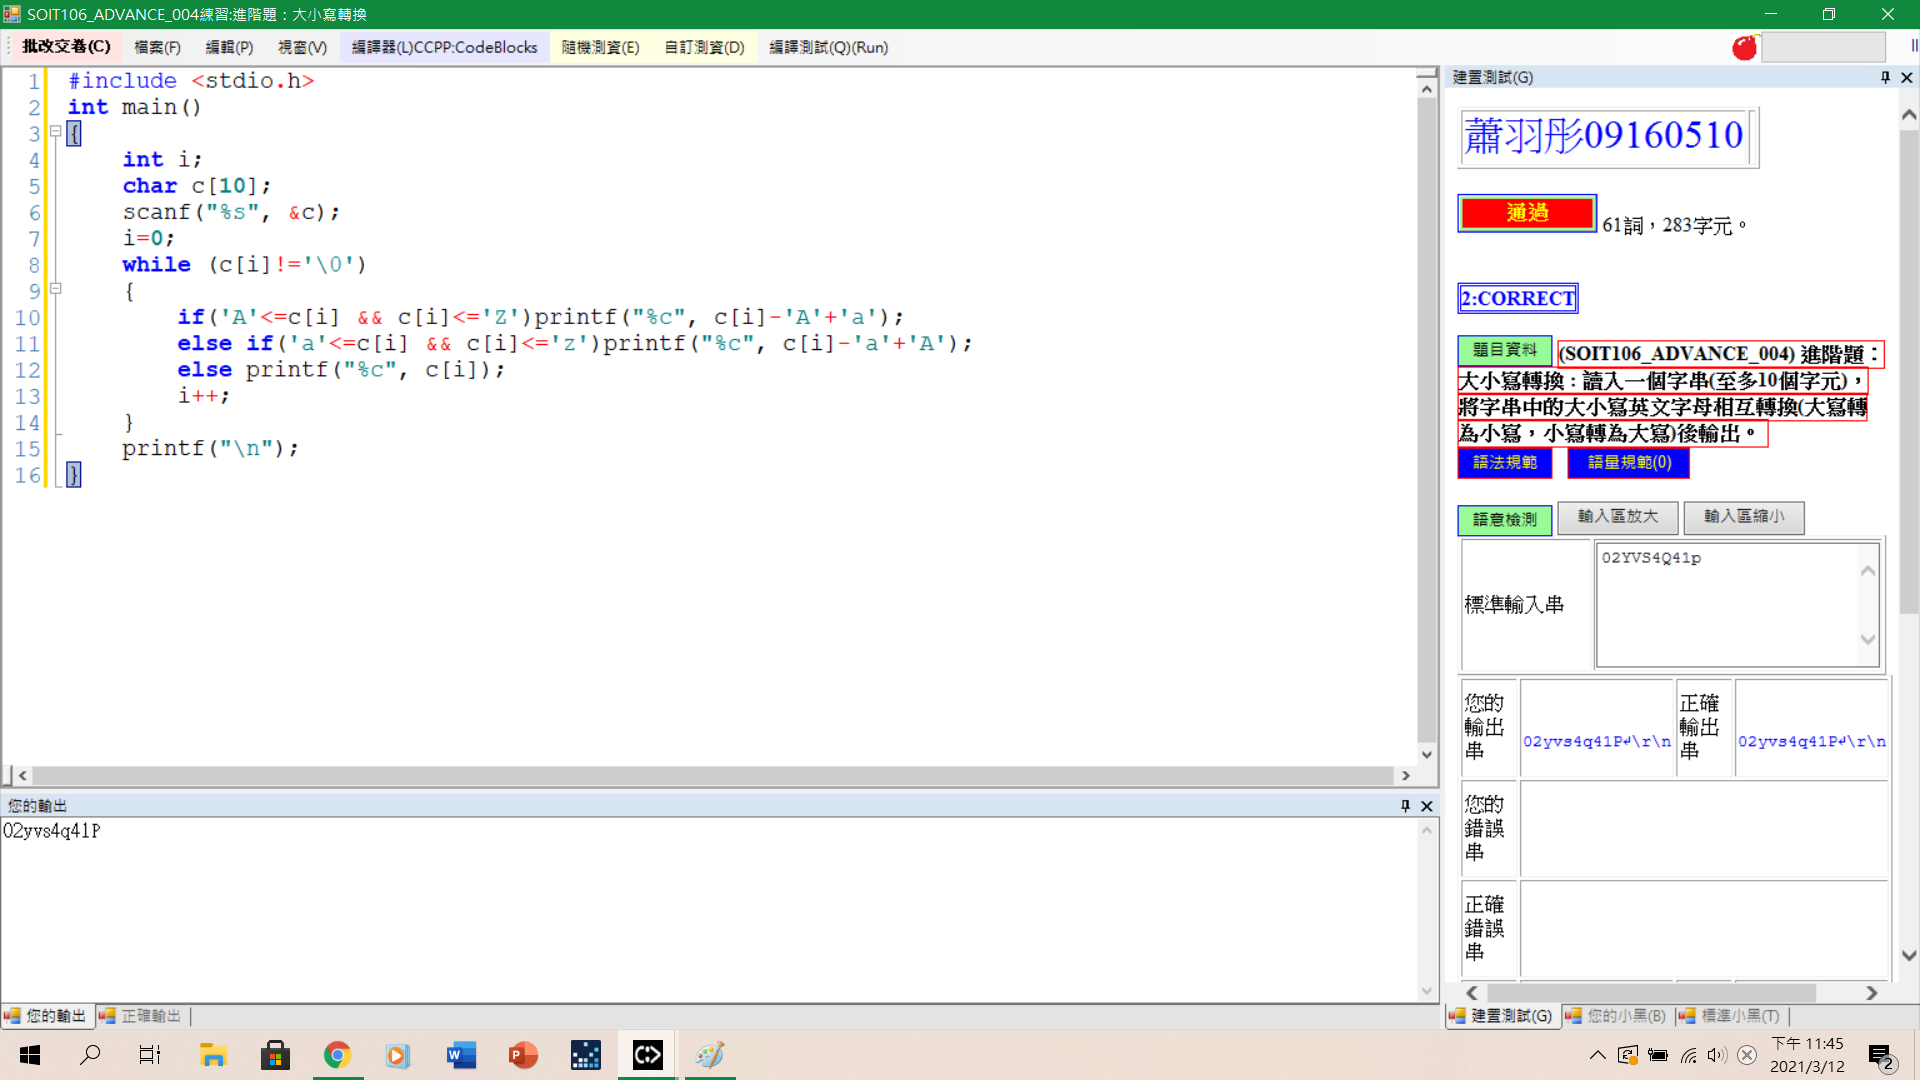 SOIT106_ADVANCE_004練習:進階題：大小寫轉換
批改交卷(C) 檔案(F) 編輯(P) 視窗(V) 編譯器(L)CCPP:CodeBlocks 隨機測資(E) 自訂測資(D) 編譯測試(Q)(Run)
1 #include <stdio.h>
2 int main()
3 {
4 int i;
5 char c[10];
6 scanf("%s", &c);
7 i=0;
8 while (c[i]!='\0')
9 {
10 if('A'<=c[i] && c[i]<='Z')printf("%c", c[i]-'A'+'a');
11 else if('a'<=c[i] && c[i]<='z')printf("%c", c[i]-'a'+'A');
12 else printf("%c", c[i]);
13 i++;
14 }
15 printf("\n");
16 }
您的輸出
02yvs4q41P
您的輸出 正確輸出
建置測試(G)
蕭羽彤09160510
通過 61詞，283字元。
2:CORRECT
題目資料 (SOIT106_ADVANCE_004) 進階題：
大小寫轉換：讀入一個字串(至多10個字元)，
將字串中的大小寫英文字母相互轉換(大寫轉
為小寫，小寫轉為大寫)後輸出。
語法規範 語量規範(0)
語意檢測 輸入區放大 輸入區縮小
標準輸入串 02YVS4Q41p
您的輸出串 02yvs4q41P↲\r\n 正確輸出串 02yvs4q41P↲\r\n
您的錯誤串
正確錯誤串
建置測試(G) 您的小黑(B) 標準小黑(T)
下午 11:45
2021/3/12
2